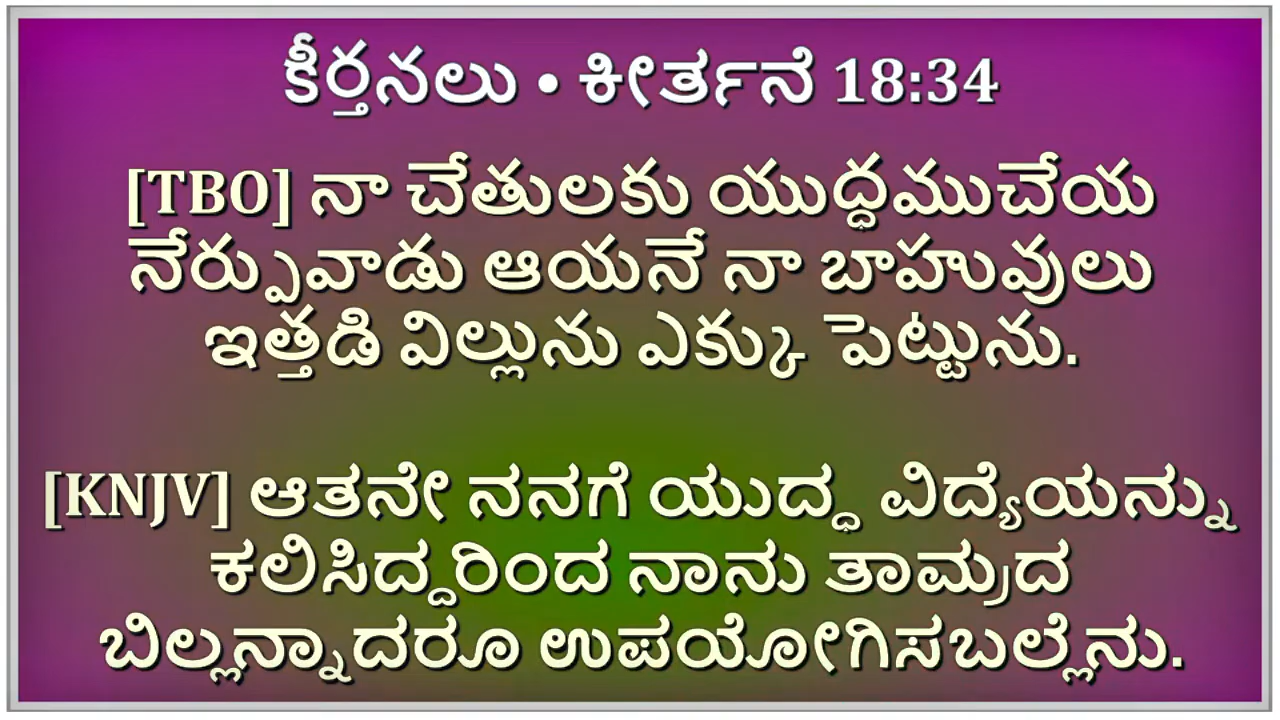 కీర్తనలు • ಕೀರ್ತನೆ 18:34
[TBO] నా చేతులకు యుద్ధముచేయ
నేర్పువాడు ఆయనే నా బాహువులు
ఇత్తడి విల్లును ఎక్కు పెట్టును.
[KNJV] ಆತನೇ ನನಗೆ ಯುದ್ಧ ವಿದ್ಯೆಯನ್ನು
ಕಲಿಸಿದ್ದರಿಂದ ನಾನು ತಾಮ್ರದ
ಬಿಲ್ಲನ್ನಾದರೂ ಉಪಯೋಗಿಸಬಲ್ಲೆನು.